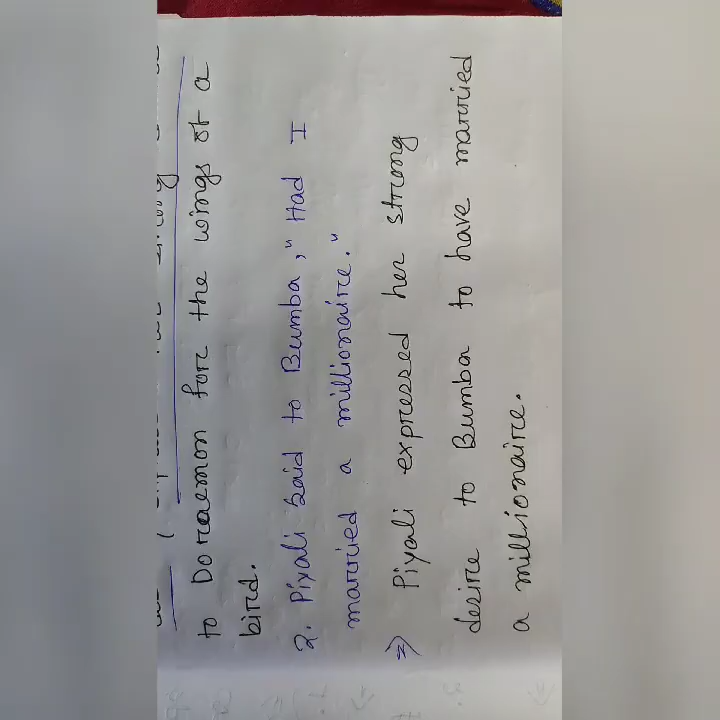 to Doraemon for the wings of a
bird.
2. Piyali said to Bumba, "Had I
married a millionaire."
⇒ Piyali expressed her strong
desire to Bumba to have married
a millionaire.